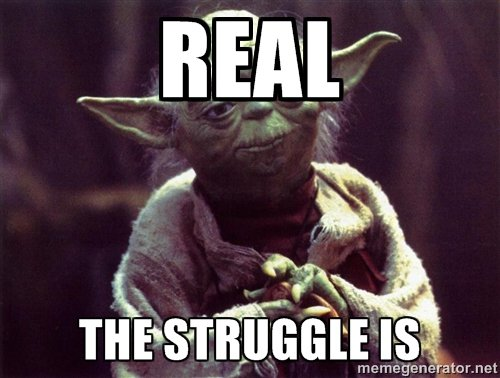 REAL
THE STRUGGLE IS
memegenerator.net